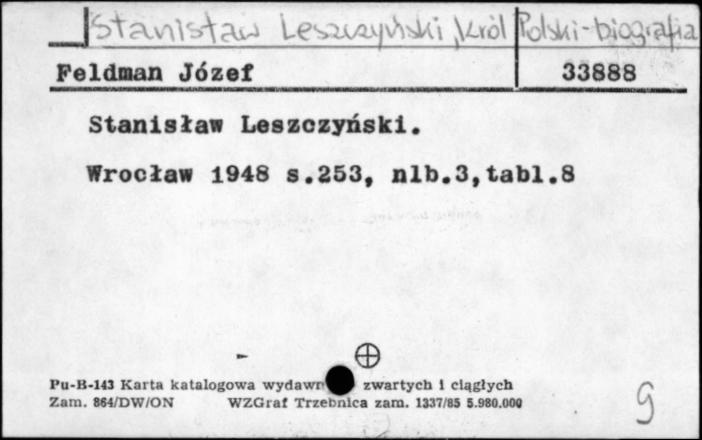 Stanisław Leszczyński, Król Polski - biografia
Feldman Józef 33888
Stanisław Leszczyński.
Wrocław 1948 s.253, nlb.3, tabl.8
Pu-B-143 Karta katalogowa wydawn zwartych i ciągłych
Zam. 864/DW/ON WZGraf Trzebnica zam. 1337/85 5.980.000
g